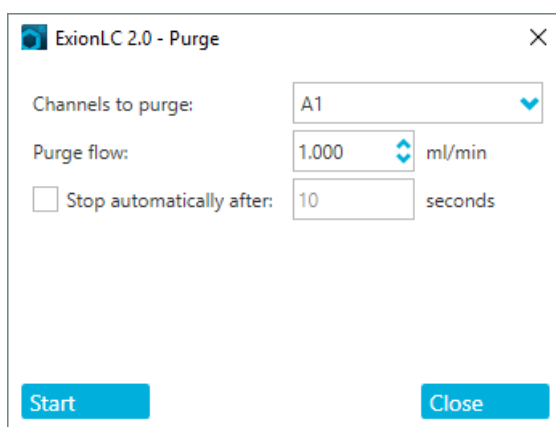 ExionLC 2.0 - Purge
Channels to purge: A1
Purge flow: 1.000 ml/min
Stop automatically after: 10 seconds
Start Close